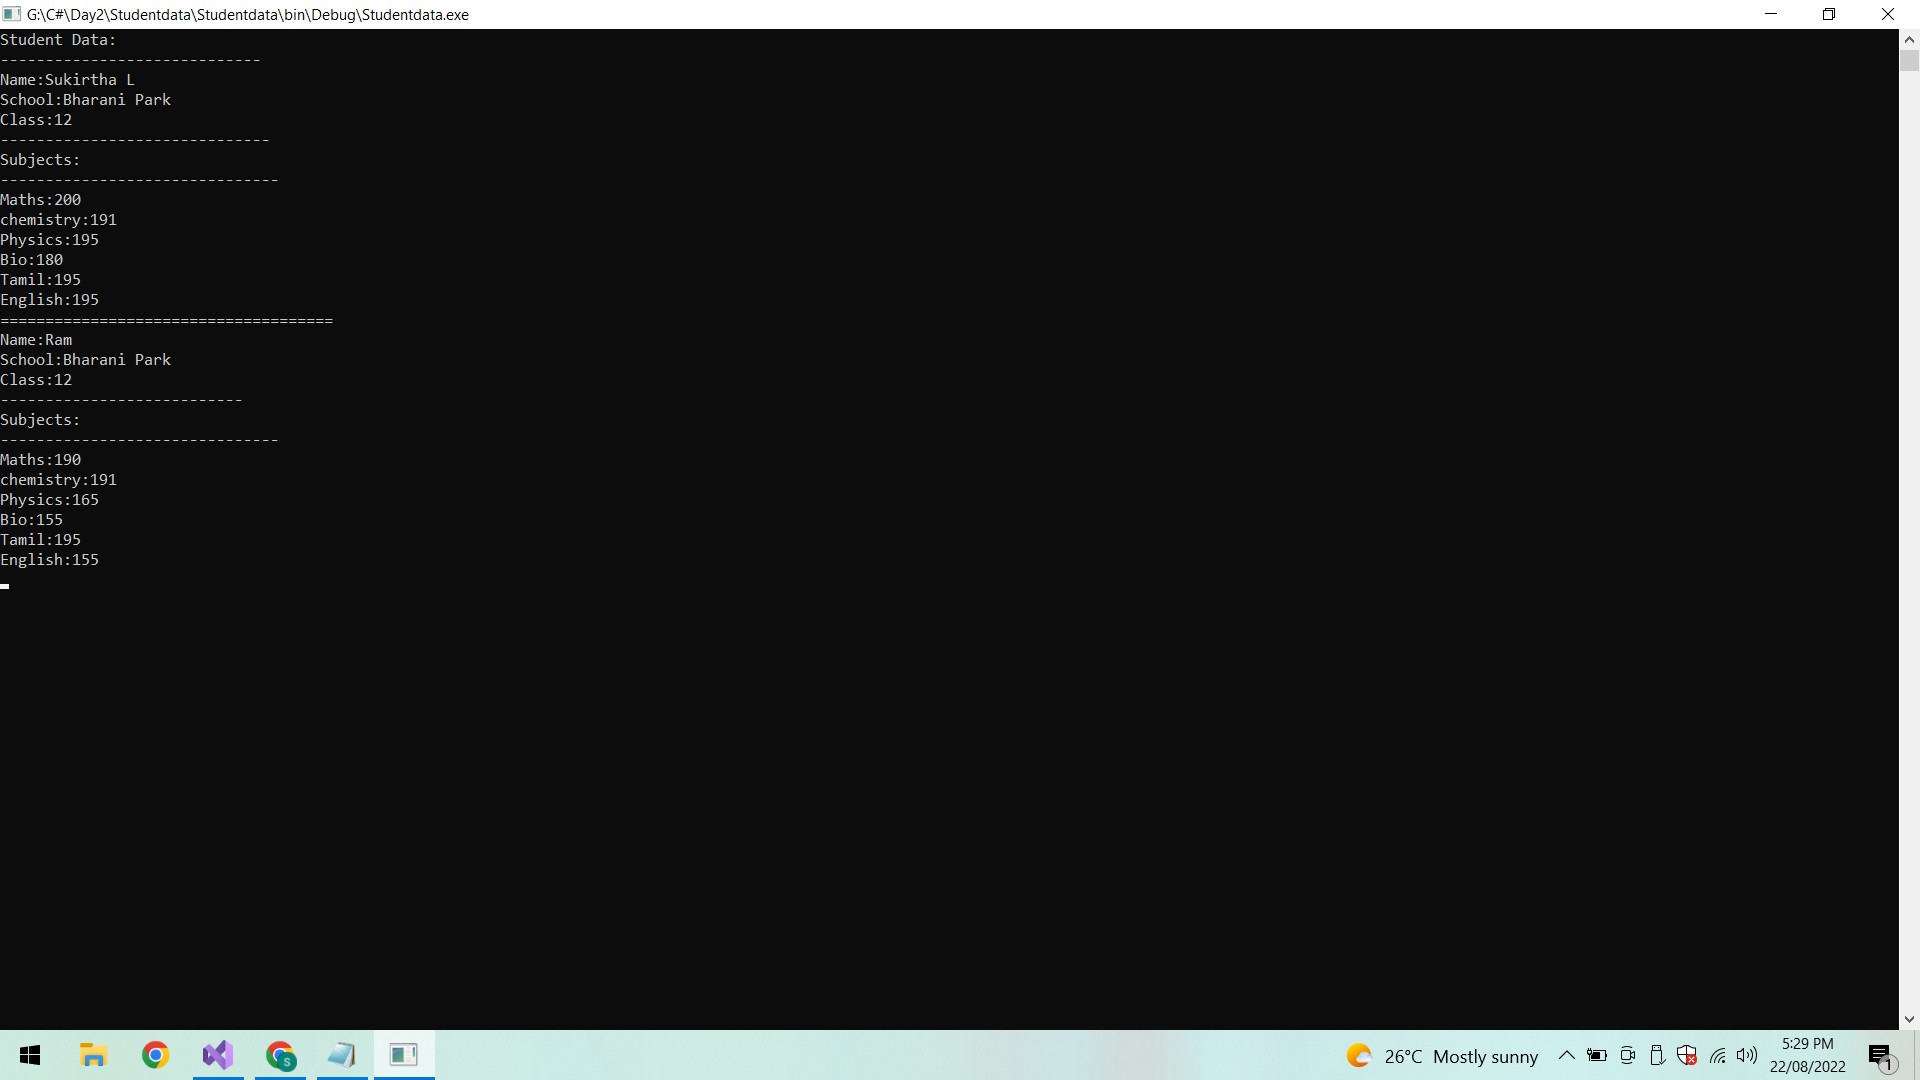 G:\C#\Day2\Studentdata\Studentdata\bin\Debug\Studentdata.exe
Student Data:
-----------------------------
Name:Sukirtha L
School:Bharani Park
Class:12
------------------------------
Subjects:
-------------------------------
Maths:200
chemistry:191
Physics:195
Bio:180
Tamil:195
English:195
=====================================
Name:Ram
School:Bharani Park
Class:12
---------------------------
Subjects:
-------------------------------
Maths:190
chemistry:191
Physics:165
Bio:155
Tamil:195
English:155
S
26°C Mostly sunny
5:29 PM
22/08/2022
1